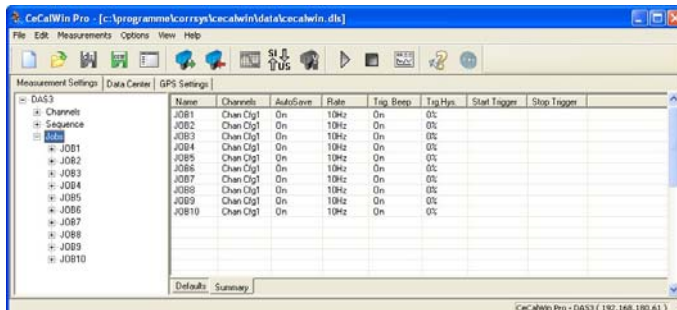 CeCalWin Pro - [c:\programme\corrsys\cecalwin\data\cecalwin.dls]
File Edit Measurements Options View Help
SI US
Measurement Settings Data Center GPS Settings
DAS3
Channels
Sequence
Jobs
JOB1
JOB2
JOB3
JOB4
JOB5
JOB6
JOB7
JOB8
JOB9
JOB10
Name Channels AutoSave Rate Trig. Beep Trg.Hys. Start Trigger Stop Trigger
JOB1 Chan Cfg1 On 10Hz On 0%
JOB2 Chan Cfg1 On 10Hz On 0%
JOB3 Chan Cfg1 On 10Hz On 0%
JOB4 Chan Cfg1 On 10Hz On 0%
JOB5 Chan Cfg1 On 10Hz On 0%
JOB6 Chan Cfg1 On 10Hz On 0%
JOB7 Chan Cfg1 On 10Hz On 0%
JOB8 Chan Cfg1 On 10Hz On 0%
JOB9 Chan Cfg1 On 10Hz On 0%
JOB10 Chan Cfg1 On 10Hz On 0%
Defaults Summary
CeCalWin Pro - DAS3 ( 192.168.180.61 )